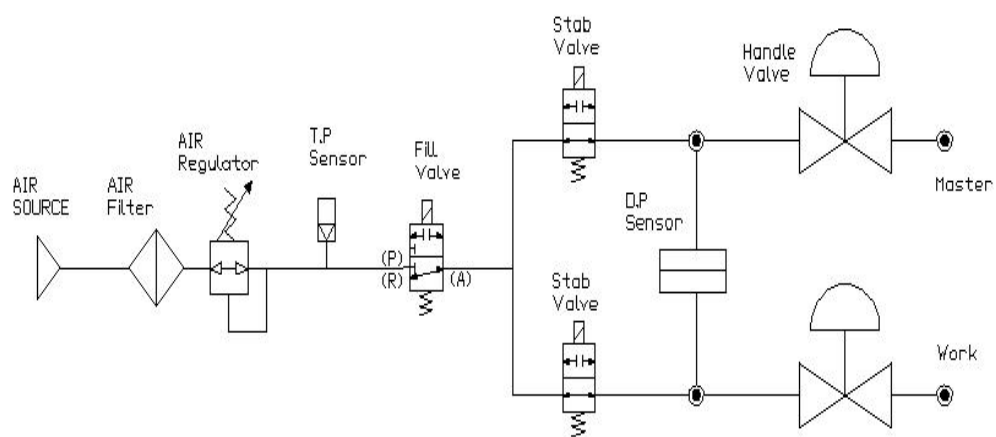 AIR
SOURCE
AIR
Filter
AIR
Regulator
T.P
Sensor
Fill
Valve
(P)
(R)
(A)
Stab
Valve
Stab
Valve
D.P
Sensor
Handle
Valve
Master
Work